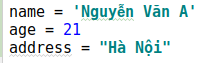 name = 'Nguyễn Văn A'
age = 21
address = "Hà Nội"